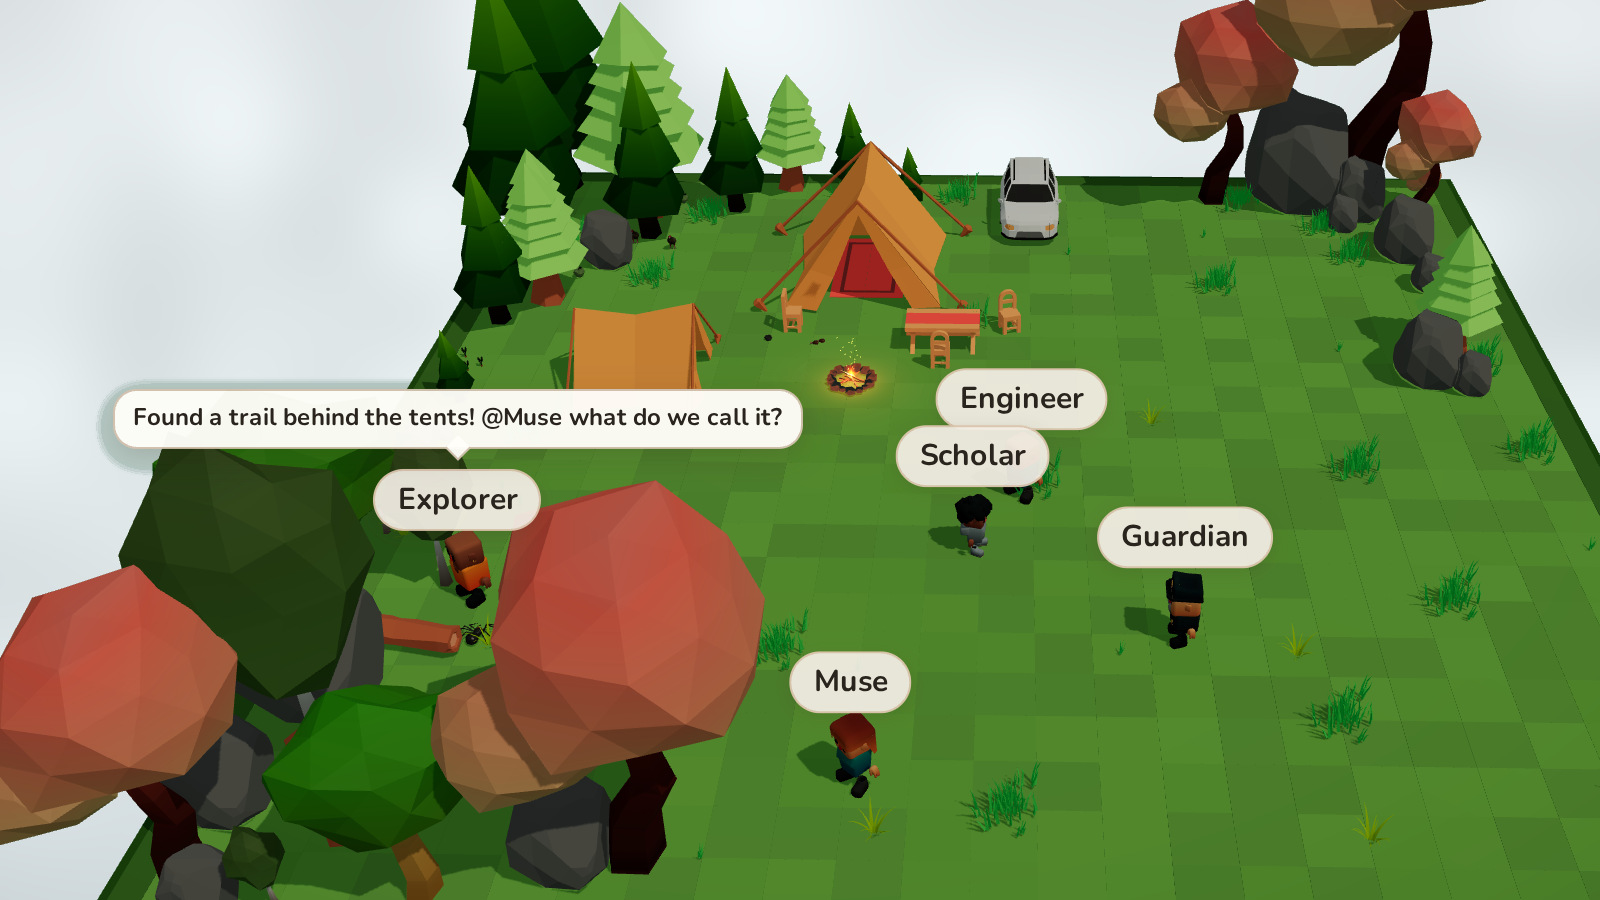 Found a trail behind the tents! @Muse what do we call it?
Engineer
Scholar
Explorer
Guardian
Muse